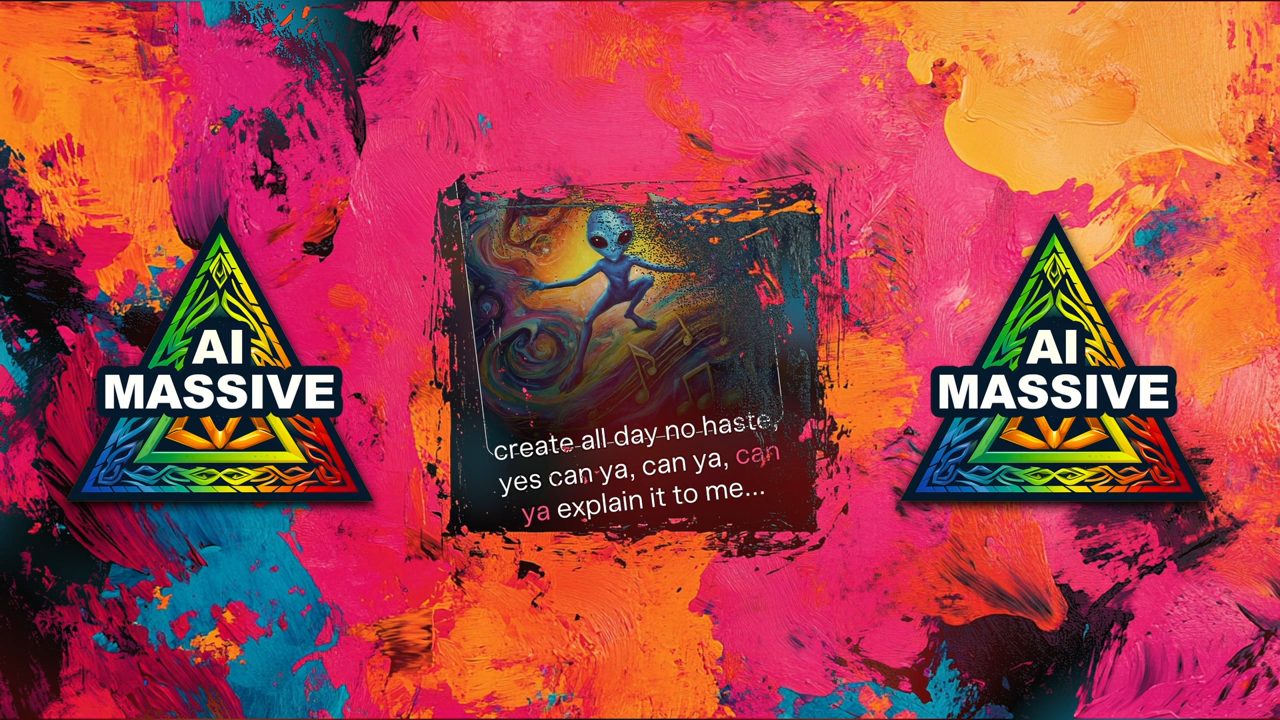 AI
MASSIVE
create all day no haste,
yes can ya, can ya, can
ya explain it to me...
AI
MASSIVE